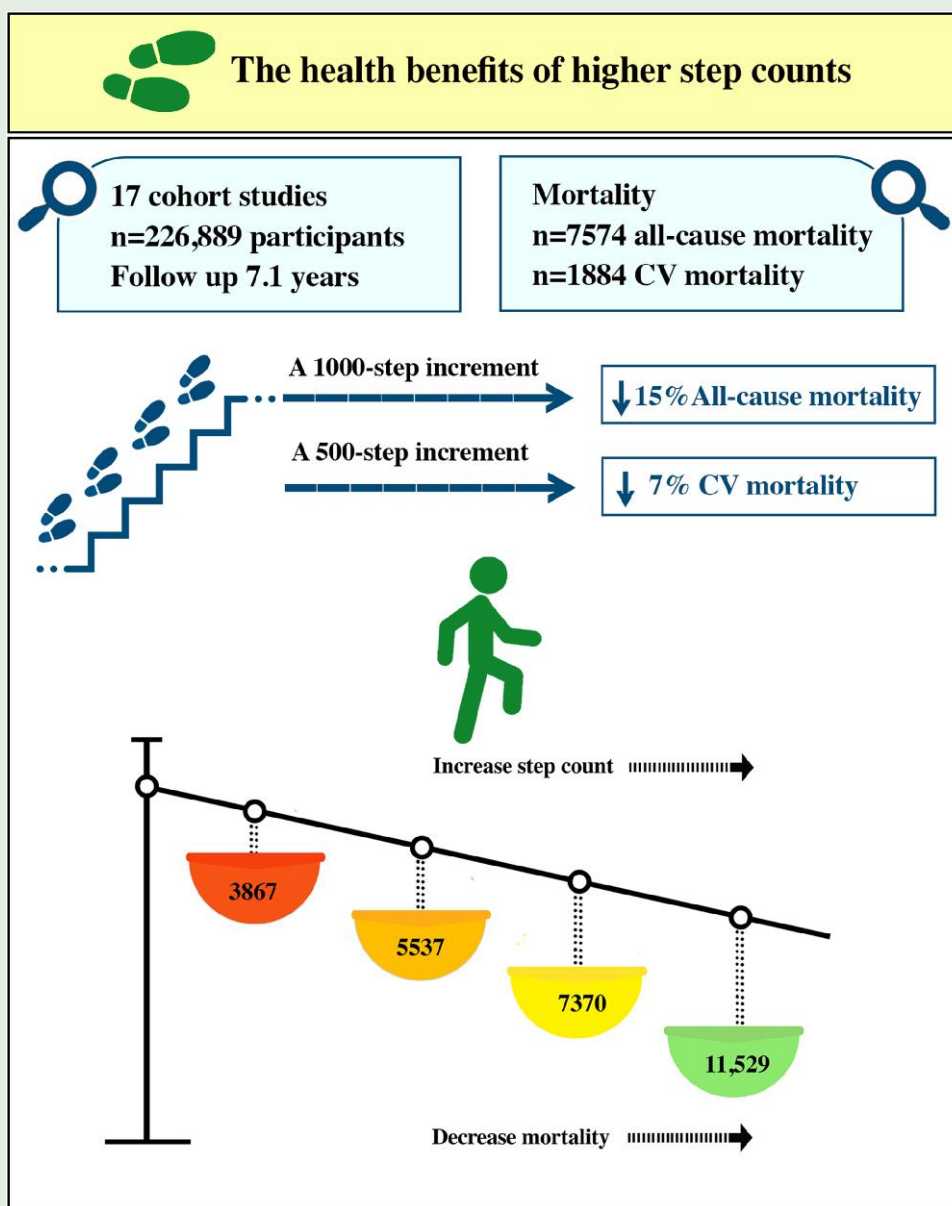 The health benefits of higher step counts
17 cohort studies
n=226,889 participants
Follow up 7.1 years
Mortality
n=7574 all-cause mortality
n=1884 CV mortality
A 1000-step increment
15% All-cause mortality
A 500-step increment
7% CV mortality
Increase step count
3867
5537
7370
11,529
Decrease mortality